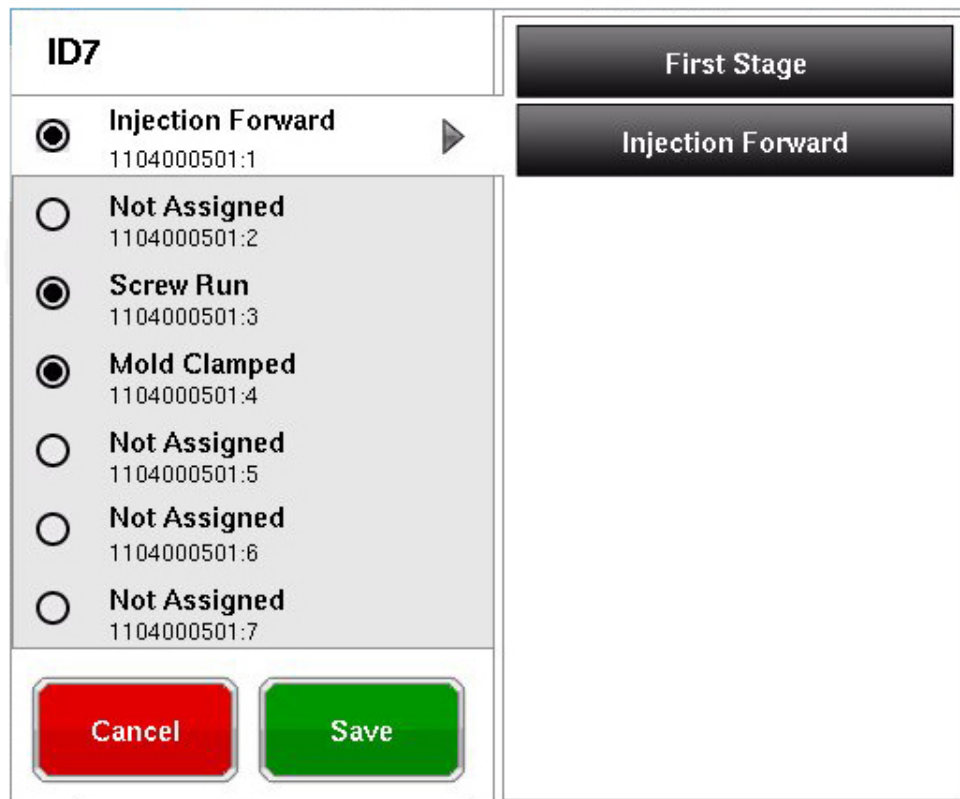 ID7
Injection Forward
1104000501:1
Not Assigned
1104000501:2
Screw Run
1104000501:3
Mold Clamped
1104000501:4
Not Assigned
1104000501:5
Not Assigned
1104000501:6
Not Assigned
1104000501:7
Cancel
Save
First Stage
Injection Forward